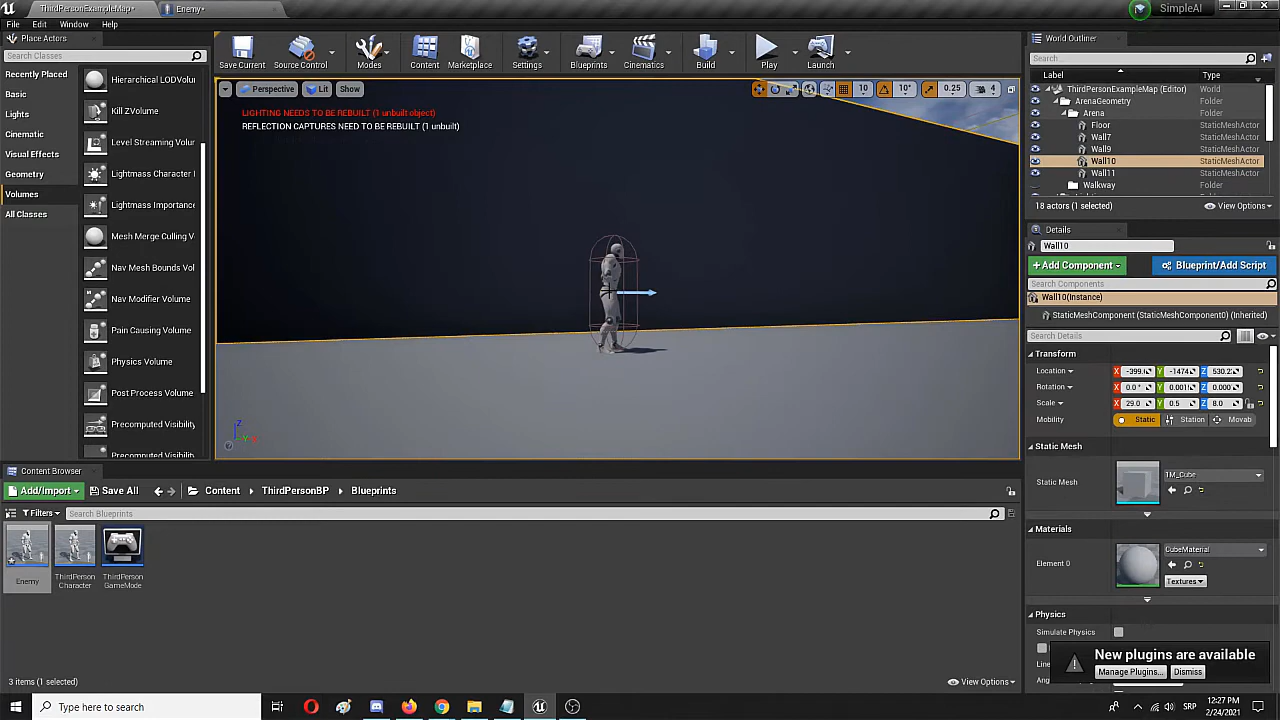 ThirdPersonExampleMap*
Enemy*
SimpleAI
File Edit Window Help
Place Actors
Search Classes
Recently Placed
Basic
Lights
Cinematic
Visual Effects
Geometry
Volumes
All Classes
Hierarchical LODVolu
Kill ZVolume
Level Streaming Volur
Lightmass Character I
Lightmass Importance
Mesh Merge Culling V
Nav Mesh Bounds Vol
Nav Modifier Volume
Pain Causing Volume
Physics Volume
Post Process Volume
Precomputed Visibility
Precomputed Visibility
Save Current
Source Control
Modes
Content
Marketplace
Settings
Blueprints
Cinematics
Build
Play
Launch
Perspective Lit Show
10 10° 0.25 4
LIGHTING NEEDS TO BE REBUILT (1 unbuilt object)
REFLECTION CAPTURES NEED TO BE REBUILT (1 unbuilt)
World Outliner
Search...
Label Type
ThirdPersonExampleMap (Editor) World
ArenaGeometry Folder
Arena Folder
Floor StaticMeshActor
Wall7 StaticMeshActor
Wall9 StaticMeshActor
Wall10 StaticMeshActor
Wall11 StaticMeshActor
Walkway Folder
18 actors (1 selected) View Options
Details
Wall10
+ Add Component
Blueprint/Add Script
Search Components
Wall10(Instance)
StaticMeshComponent (StaticMeshComponent0) (Inherited)
Search Details
Transform
Location X -399.( Y -1474 Z 530.2
Rotation X 0.0 ° Y 0.001 Z 0.000
Scale X 29.0 Y 0.5 Z 8.0
Mobility Static Station Movab
Static Mesh
Static Mesh 1M_Cube
Materials
Element 0 CubeMaterial
Textures
Physics
Simulate Physics
Line
Ang
New plugins are available
Manage Plugins... Dismiss
Content Browser
Add/Import Save All Content ThirdPersonBP Blueprints
Filters Search Blueprints
Enemy
ThirdPerson Character
ThirdPerson GameMode
3 items (1 selected) View Options
Type here to search
SRP
12:27 PM
2/24/2021